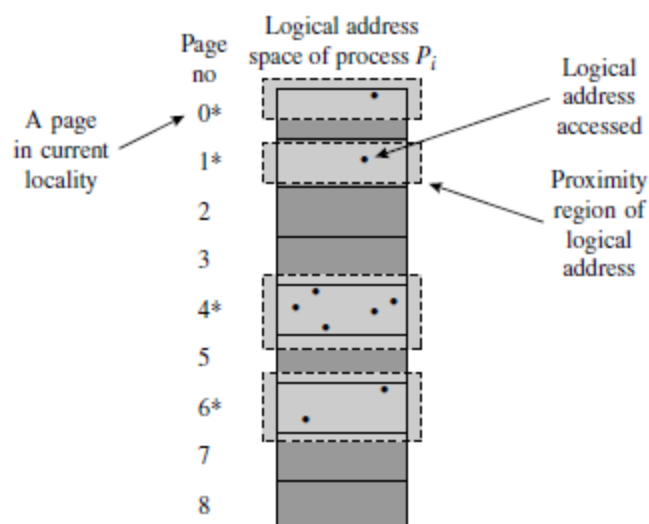 Logical address
space of process Pi
Page
no
0*
1*
2
3
4*
5
6*
7
8
A page
in current
locality
Logical
address
accessed
Proximity
region of
logical
address